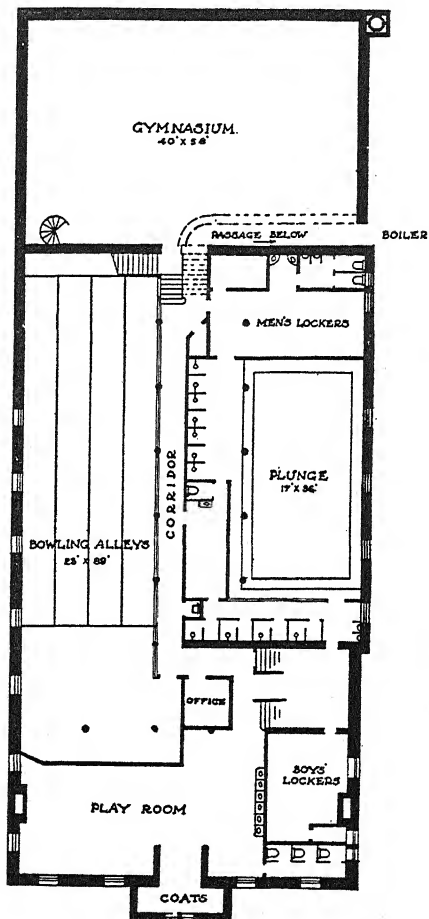 GYMNASIUM.
40' X 58'
PASSAGE BELOW
BOILER
MEN'S LOCKERS
PLUNGE
17' X 36'
CORRIDOR
BOWLING ALLEYS
23' X 89'
OFFICE
BOYS'
LOCKERS
PLAY ROOM
COATS